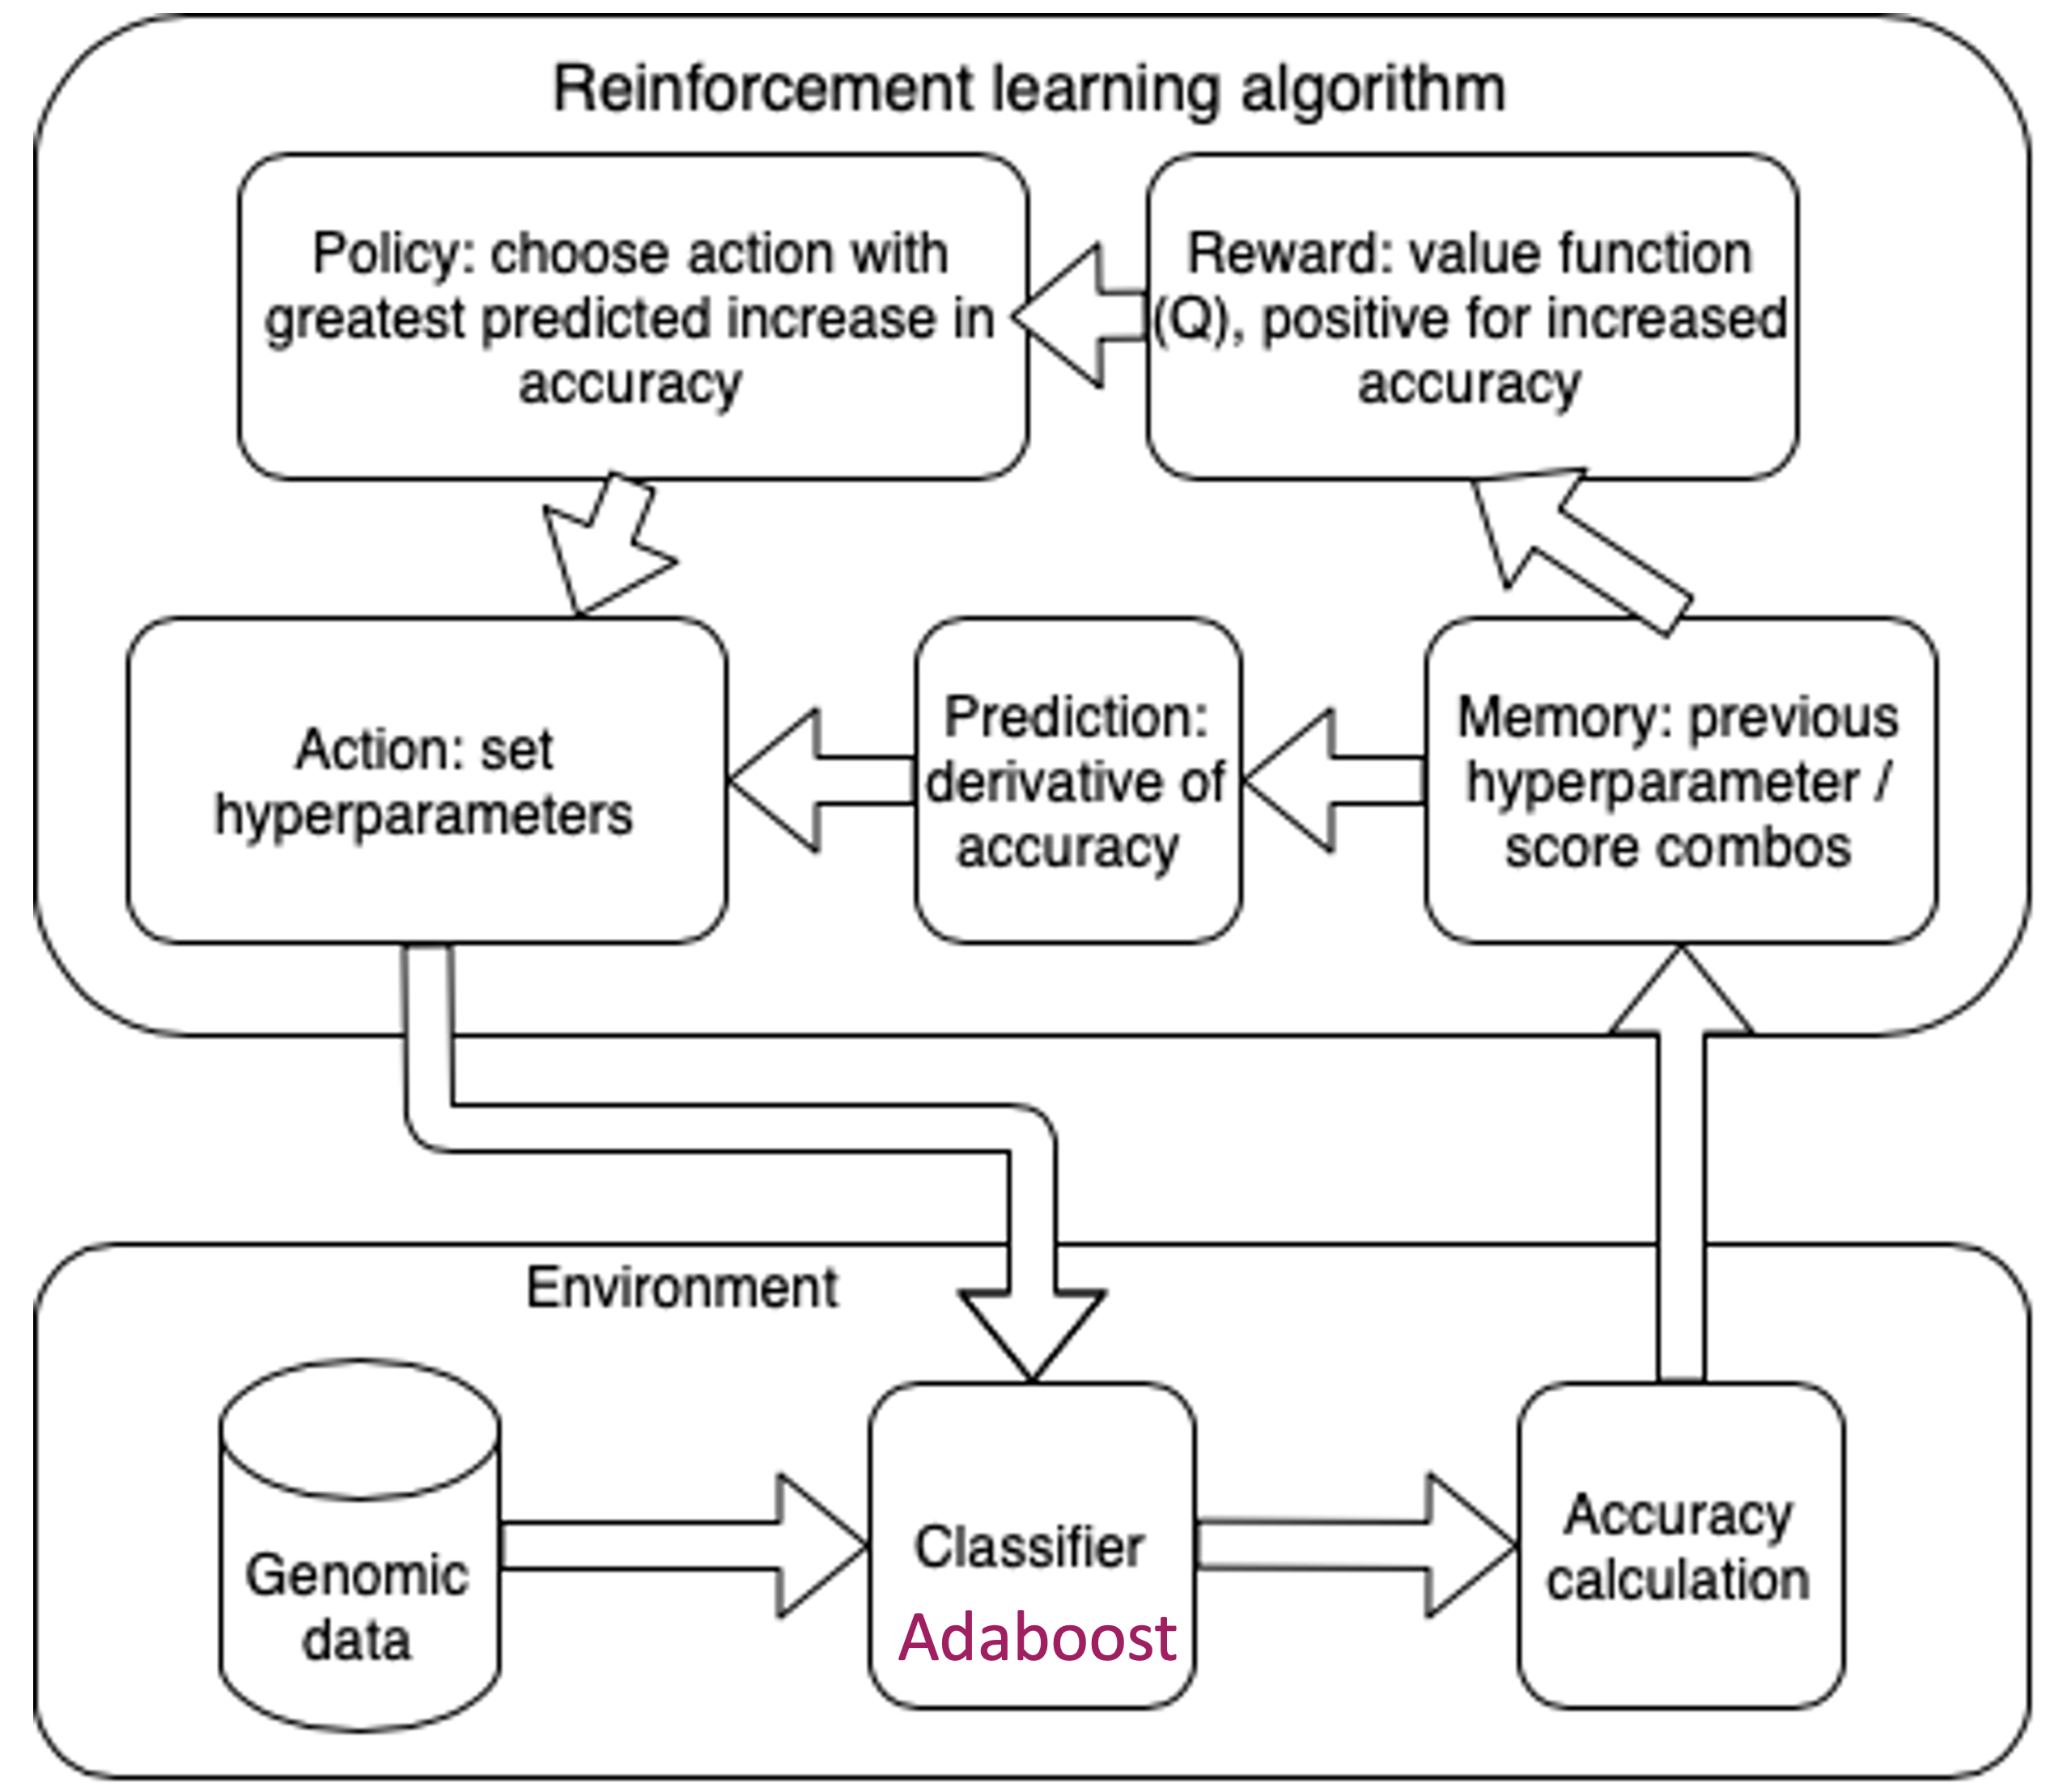 Reinforcement learning algorithm
Policy: choose action with
greatest predicted increase in
accuracy
Reward: value function
(Q), positive for increased
accuracy
Action: set
hyperparameters
Prediction:
derivative of
accuracy
Memory: previous
hyperparameter /
score combos
Environment
Genomic
data
Classifier
Adaboost
Accuracy
calculation